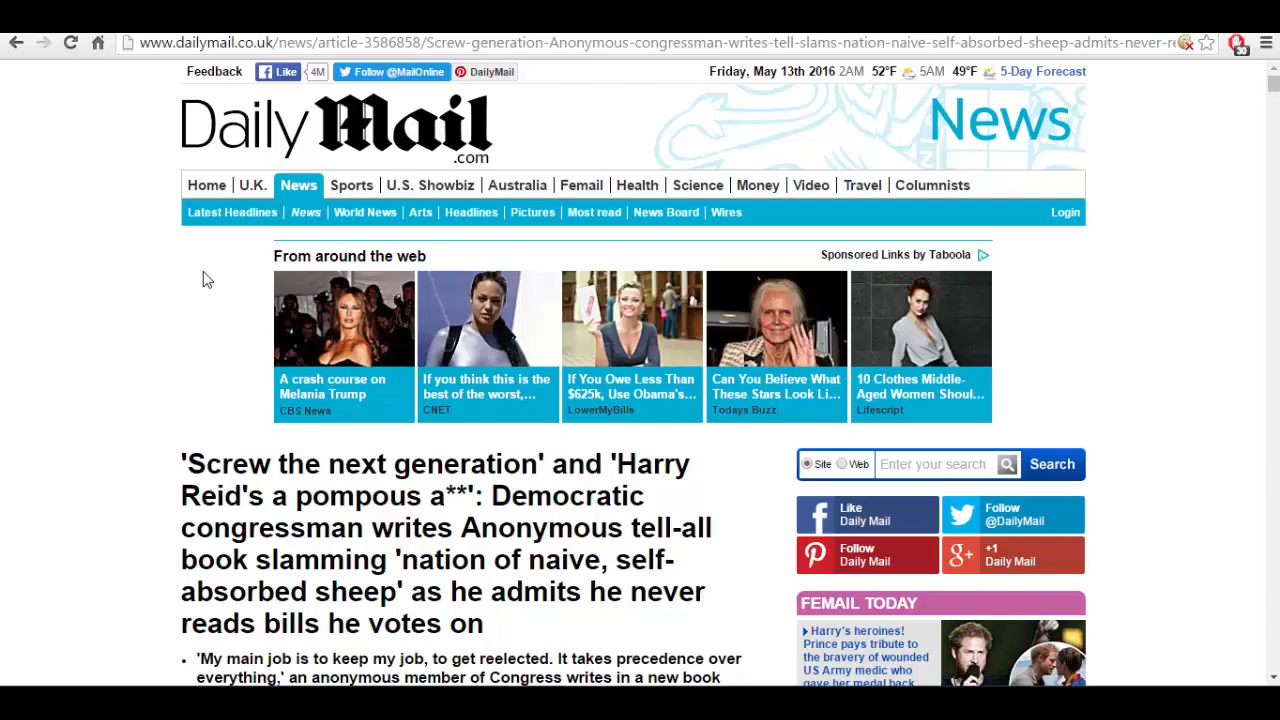 www.dailymail.co.uk/news/article-3586858/Screw-generation-Anonymous-congressman-writes-tell-slams-nation-naive-self-absorbed-sheep-admits-never-re
30
Feedback Like 4M Follow @MailOnline DailyMail Friday, May 13th 2016 2AM 52°F 5AM 49°F 5-Day Forecast
Daily Mail
.com
News
Home U.K. News Sports U.S. Showbiz Australia Femail Health Science Money Video Travel Columnists
Latest Headlines News World News Arts Headlines Pictures Most read News Board Wires Login
From around the web Sponsored Links by Taboola
A crash course on
Melania Trump
CBS News
If you think this is the
best of the worst,...
CNET
If You Owe Less Than
$625k, Use Obama's...
LowerMyBills
Can You Believe What
These Stars Look Li...
Todays Buzz
10 Clothes Middle-
Aged Women Shoul...
Lifescript
'Screw the next generation' and 'Harry
Reid's a pompous a**': Democratic
congressman writes Anonymous tell-all
book slamming 'nation of naive, self-
absorbed sheep' as he admits he never
reads bills he votes on
• 'My main job is to keep my job, to get reelected. It takes precedence over
everything,' an anonymous member of Congress writes in a new book
Site Web Enter your search Search
Like
Daily Mail
Follow
@DailyMail
Follow
Daily Mail
+1
Daily Mail
FEMAIL TODAY
Harry's heroines!
Prince pays tribute to
the bravery of wounded
US Army medic who
gave her medal back